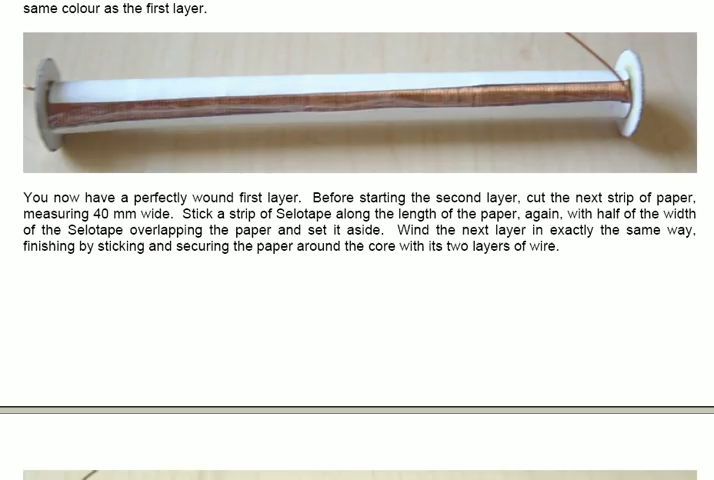 same colour as the first layer.
You now have a perfectly wound first layer. Before starting the second layer, cut the next strip of paper,
measuring 40 mm wide. Stick a strip of Selotape along the length of the paper, again, with half of the width
of the Selotape overlapping the paper and set it aside. Wind the next layer in exactly the same way,
finishing by sticking and securing the paper around the core with its two layers of wire.